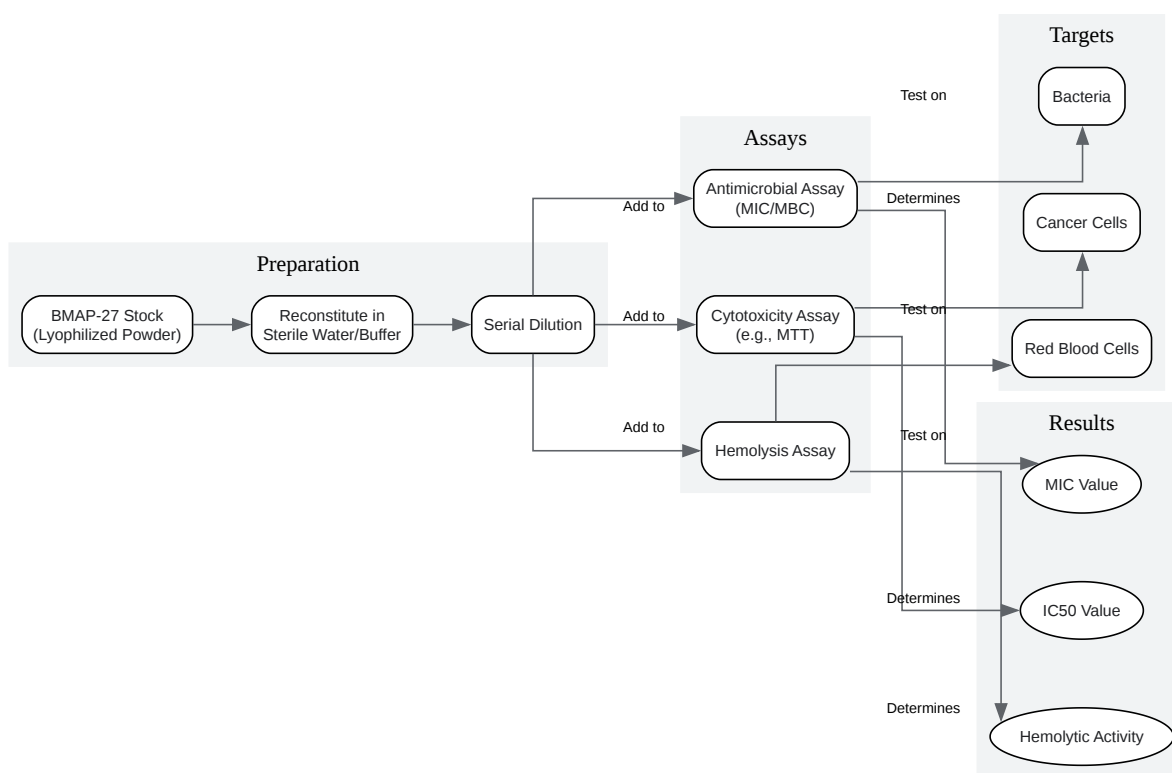 Targets
Bacteria
Test on
Assays
Antimicrobial Assay
(MIC/MBC)
Determines
Add to
Cancer Cells
Preparation
BMAP-27 Stock
(Lyophilized Powder)
Reconstitute in
Sterile Water/Buffer
Serial Dilution
Add to
Cytotoxicity Assay
(e.g., MTT)
Test on
Red Blood Cells
Add to
Hemolysis Assay
Test on
Results
MIC Value
Determines
IC50 Value
Determines
Hemolytic Activity